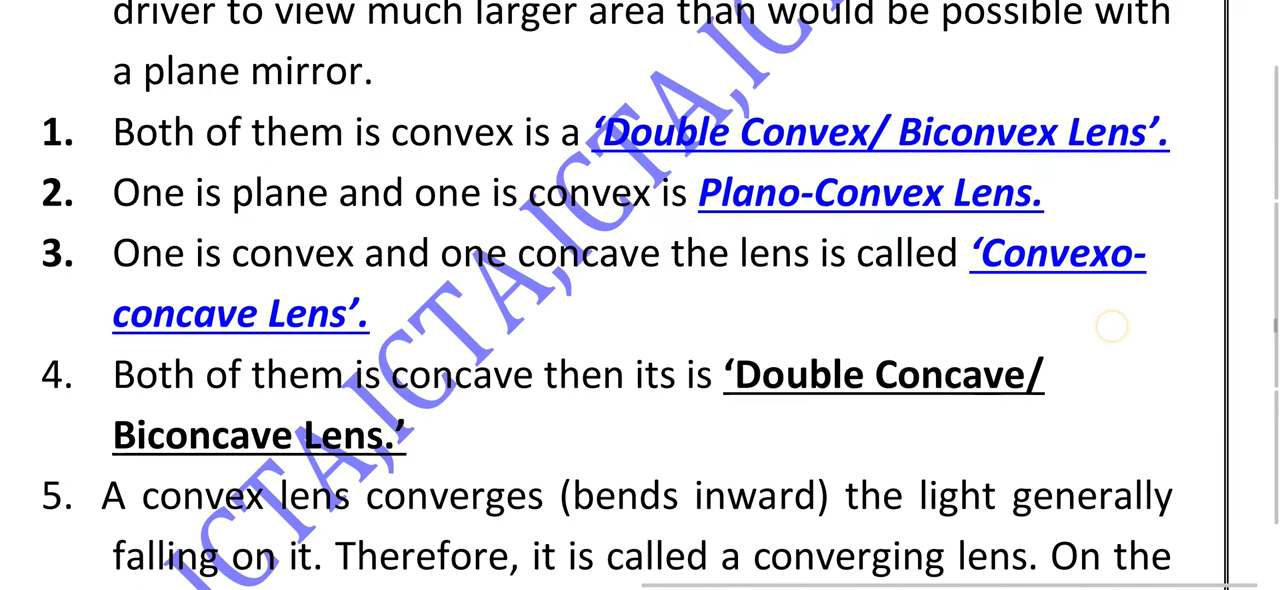 driver to view much larger area than would be possible with
a plane mirror.
1. Both of them is convex is a ‘Double Convex/ Biconvex Lens’.
2. One is plane and one is convex is Plano-Convex Lens.
3. One is convex and one concave the lens is called ‘Convexo-
concave Lens’.
4. Both of them is concave then its is ‘Double Concave/
Biconcave Lens.’
5. A convex lens converges (bends inward) the light generally
falling on it. Therefore, it is called a converging lens. On the
ICTA,ICTA,ICTA,ICTA,